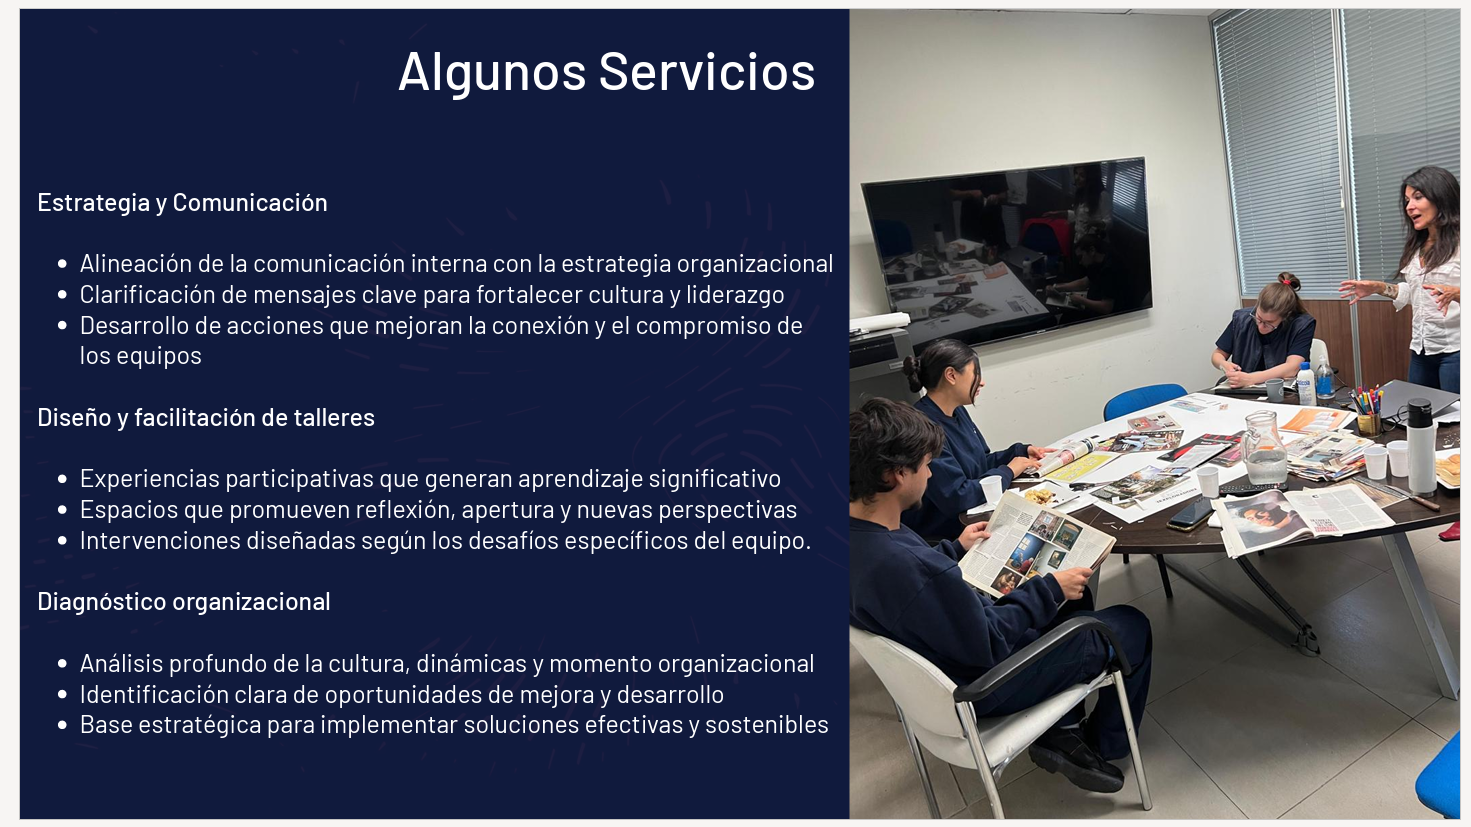 Algunos Servicios
Estrategia y Comunicación
• Alineación de la comunicación interna con la estrategia organizacional
• Clarificación de mensajes clave para fortalecer cultura y liderazgo
• Desarrollo de acciones que mejoran la conexión y el compromiso de
los equipos
Diseño y facilitación de talleres
• Experiencias participativas que generan aprendizaje significativo
• Espacios que promueven reflexión, apertura y nuevas perspectivas
• Intervenciones diseñadas según los desafíos específicos del equipo.
Diagnóstico organizacional
• Análisis profundo de la cultura, dinámicas y momento organizacional
• Identificación clara de oportunidades de mejora y desarrollo
• Base estratégica para implementar soluciones efectivas y sostenibles